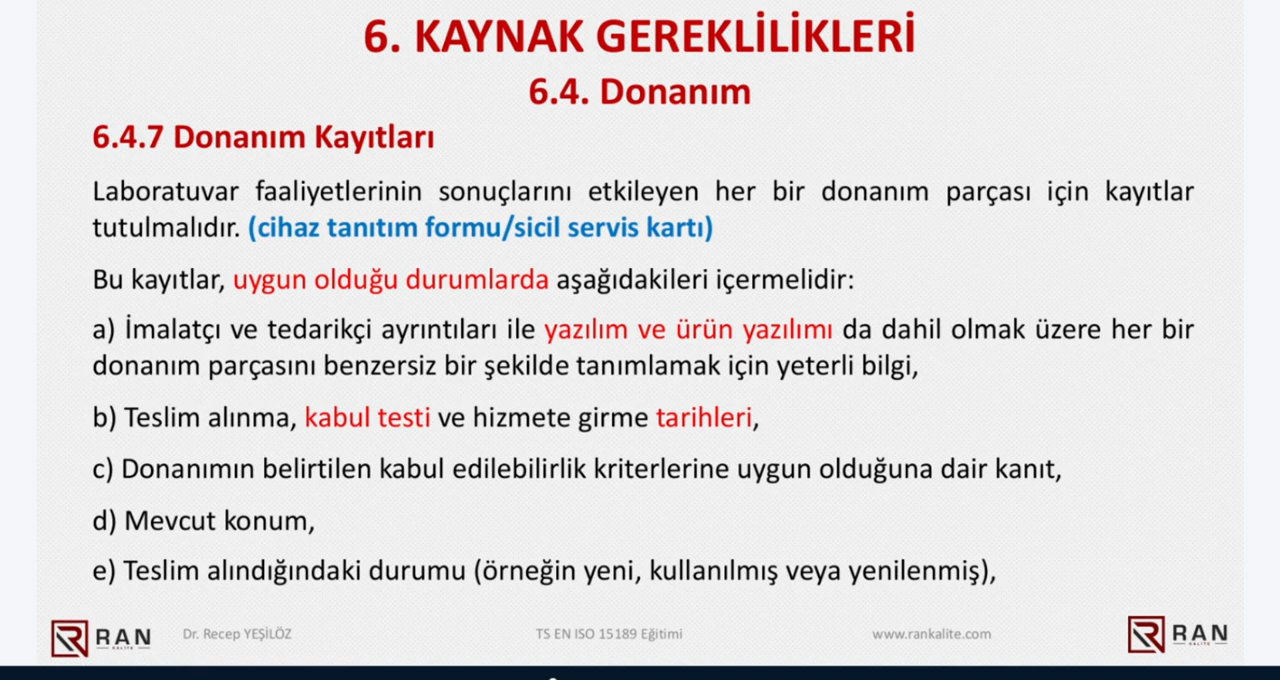 6. KAYNAK GEREKLİLİKLERİ
6.4. Donanım
6.4.7 Donanım Kayıtları
Laboratuvar faaliyetlerinin sonuçlarını etkileyen her bir donanım parçası için kayıtlar
tutulmalıdır. (cihaz tanıtım formu/sicil servis kartı)
Bu kayıtlar, uygun olduğu durumlarda aşağıdakileri içermelidir:
a) İmalatçı ve tedarikçi ayrıntıları ile yazılım ve ürün yazılımı da dahil olmak üzere her bir
donanım parçasını benzersiz bir şekilde tanımlamak için yeterli bilgi,
b) Teslim alınma, kabul testi ve hizmete girme tarihleri,
c) Donanımın belirtilen kabul edilebilirlik kriterlerine uygun olduğuna dair kanıt,
d) Mevcut konum,
e) Teslim alındığındaki durumu (örneğin yeni, kullanılmış veya yenilenmiş),
RAN
KALİTE
Dr. Recep YEŞİLÖZ
TS EN ISO 15189 Eğitimi
www.rankalite.com
RAN
KALİTE